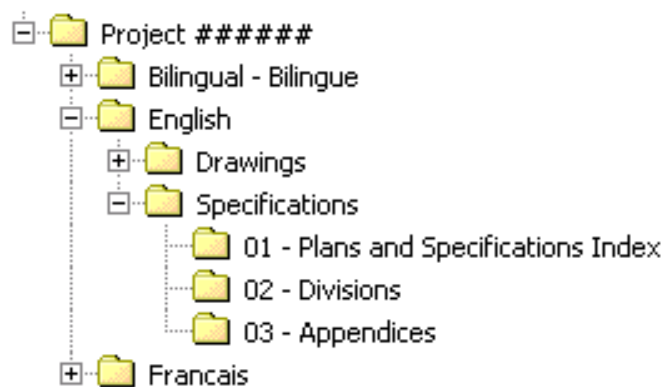 Project ######
Bilingual - Bilingue
English
Drawings
Specifications
01 - Plans and Specifications Index
02 - Divisions
03 - Appendices
Francais